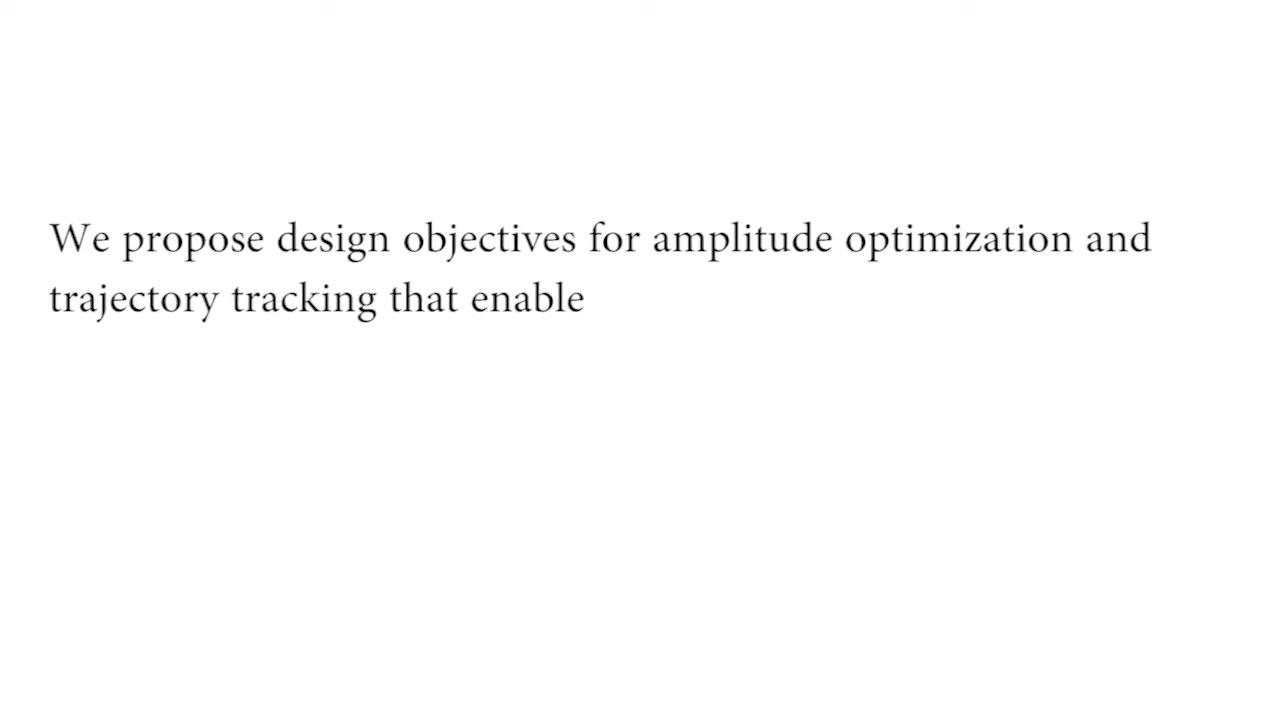 We propose design objectives for amplitude optimization and
trajectory tracking that enable